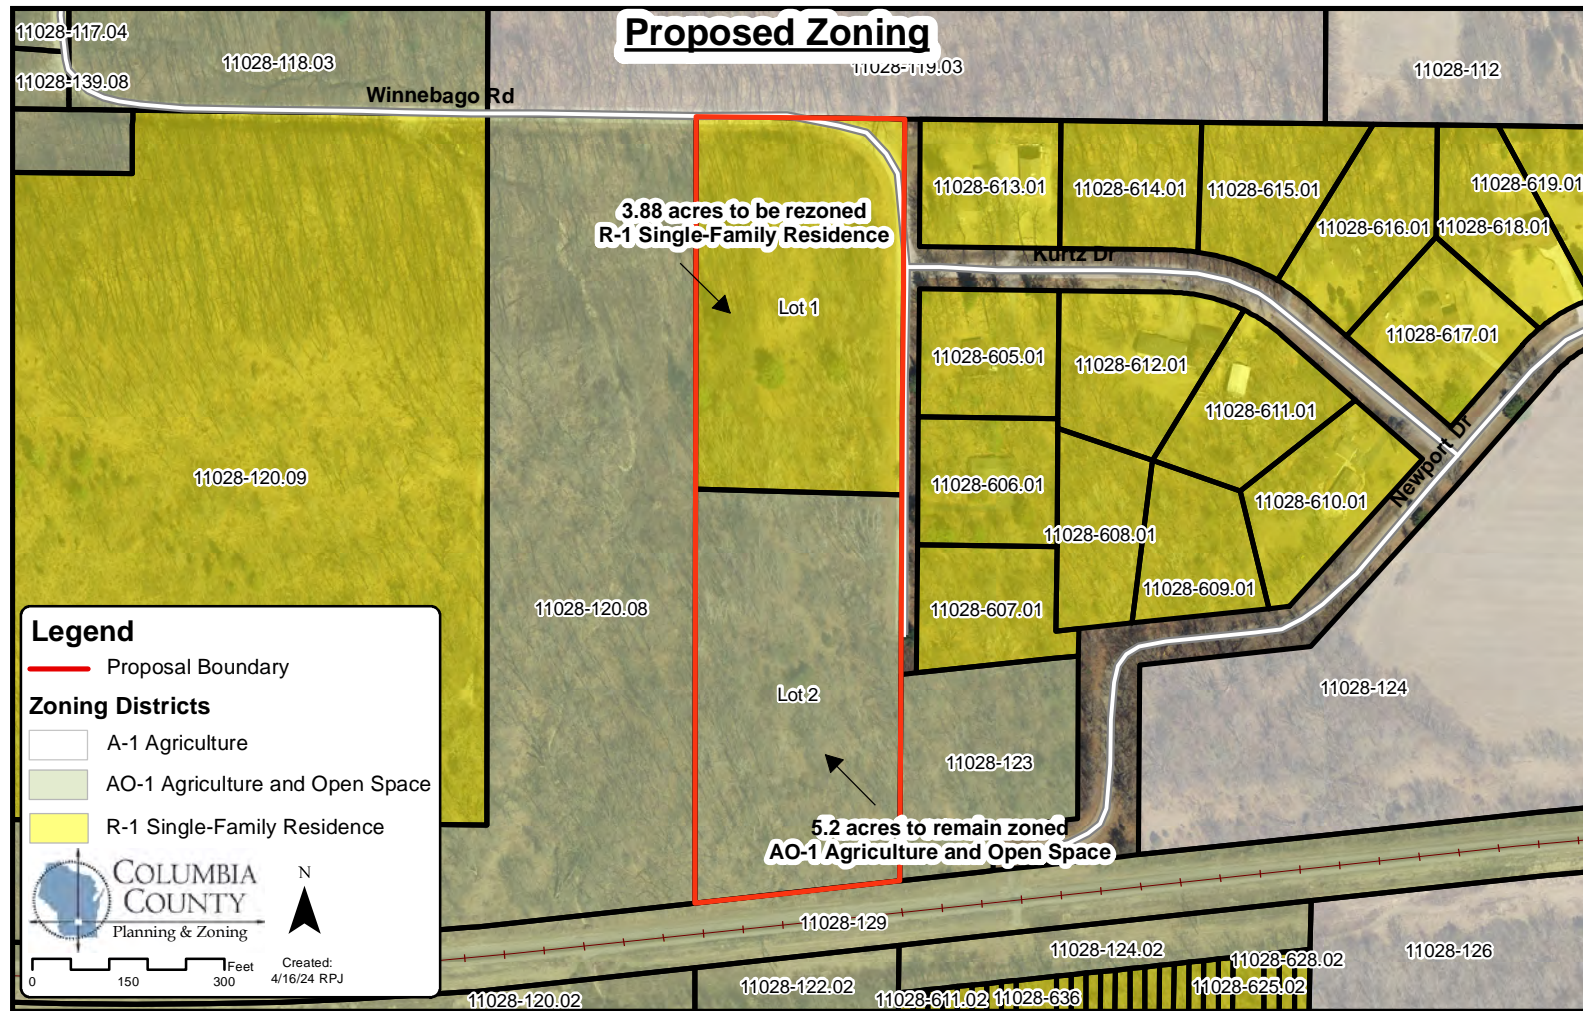 Proposed Zoning
11028-117.04
11028-118.03
11028-139.08
11028-119.03
11028-112
Winnebago Rd
3.88 acres to be rezoned
R-1 Single-Family Residence
Lot 1
11028-613.01
11028-614.01
11028-615.01
11028-616.01
11028-618.01
11028-619.01
Kurtz Dr
11028-617.01
11028-605.01
11028-612.01
11028-611.01
11028-606.01
11028-610.01
Newport Dr
11028-608.01
11028-609.01
11028-607.01
11028-120.09
11028-120.08
Lot 2
11028-124
11028-123
5.2 acres to remain zoned
AO-1 Agriculture and Open Space
11028-129
11028-124.02
11028-628.02
11028-126
11028-120.02
11028-122.02
11028-611.02
11028-636
11028-625.02
Legend
Proposal Boundary
Zoning Districts
A-1 Agriculture
AO-1 Agriculture and Open Space
R-1 Single-Family Residence
COLUMBIA
COUNTY
Planning & Zoning
N
Feet
0 150 300
Created:
4/16/24 RPJ